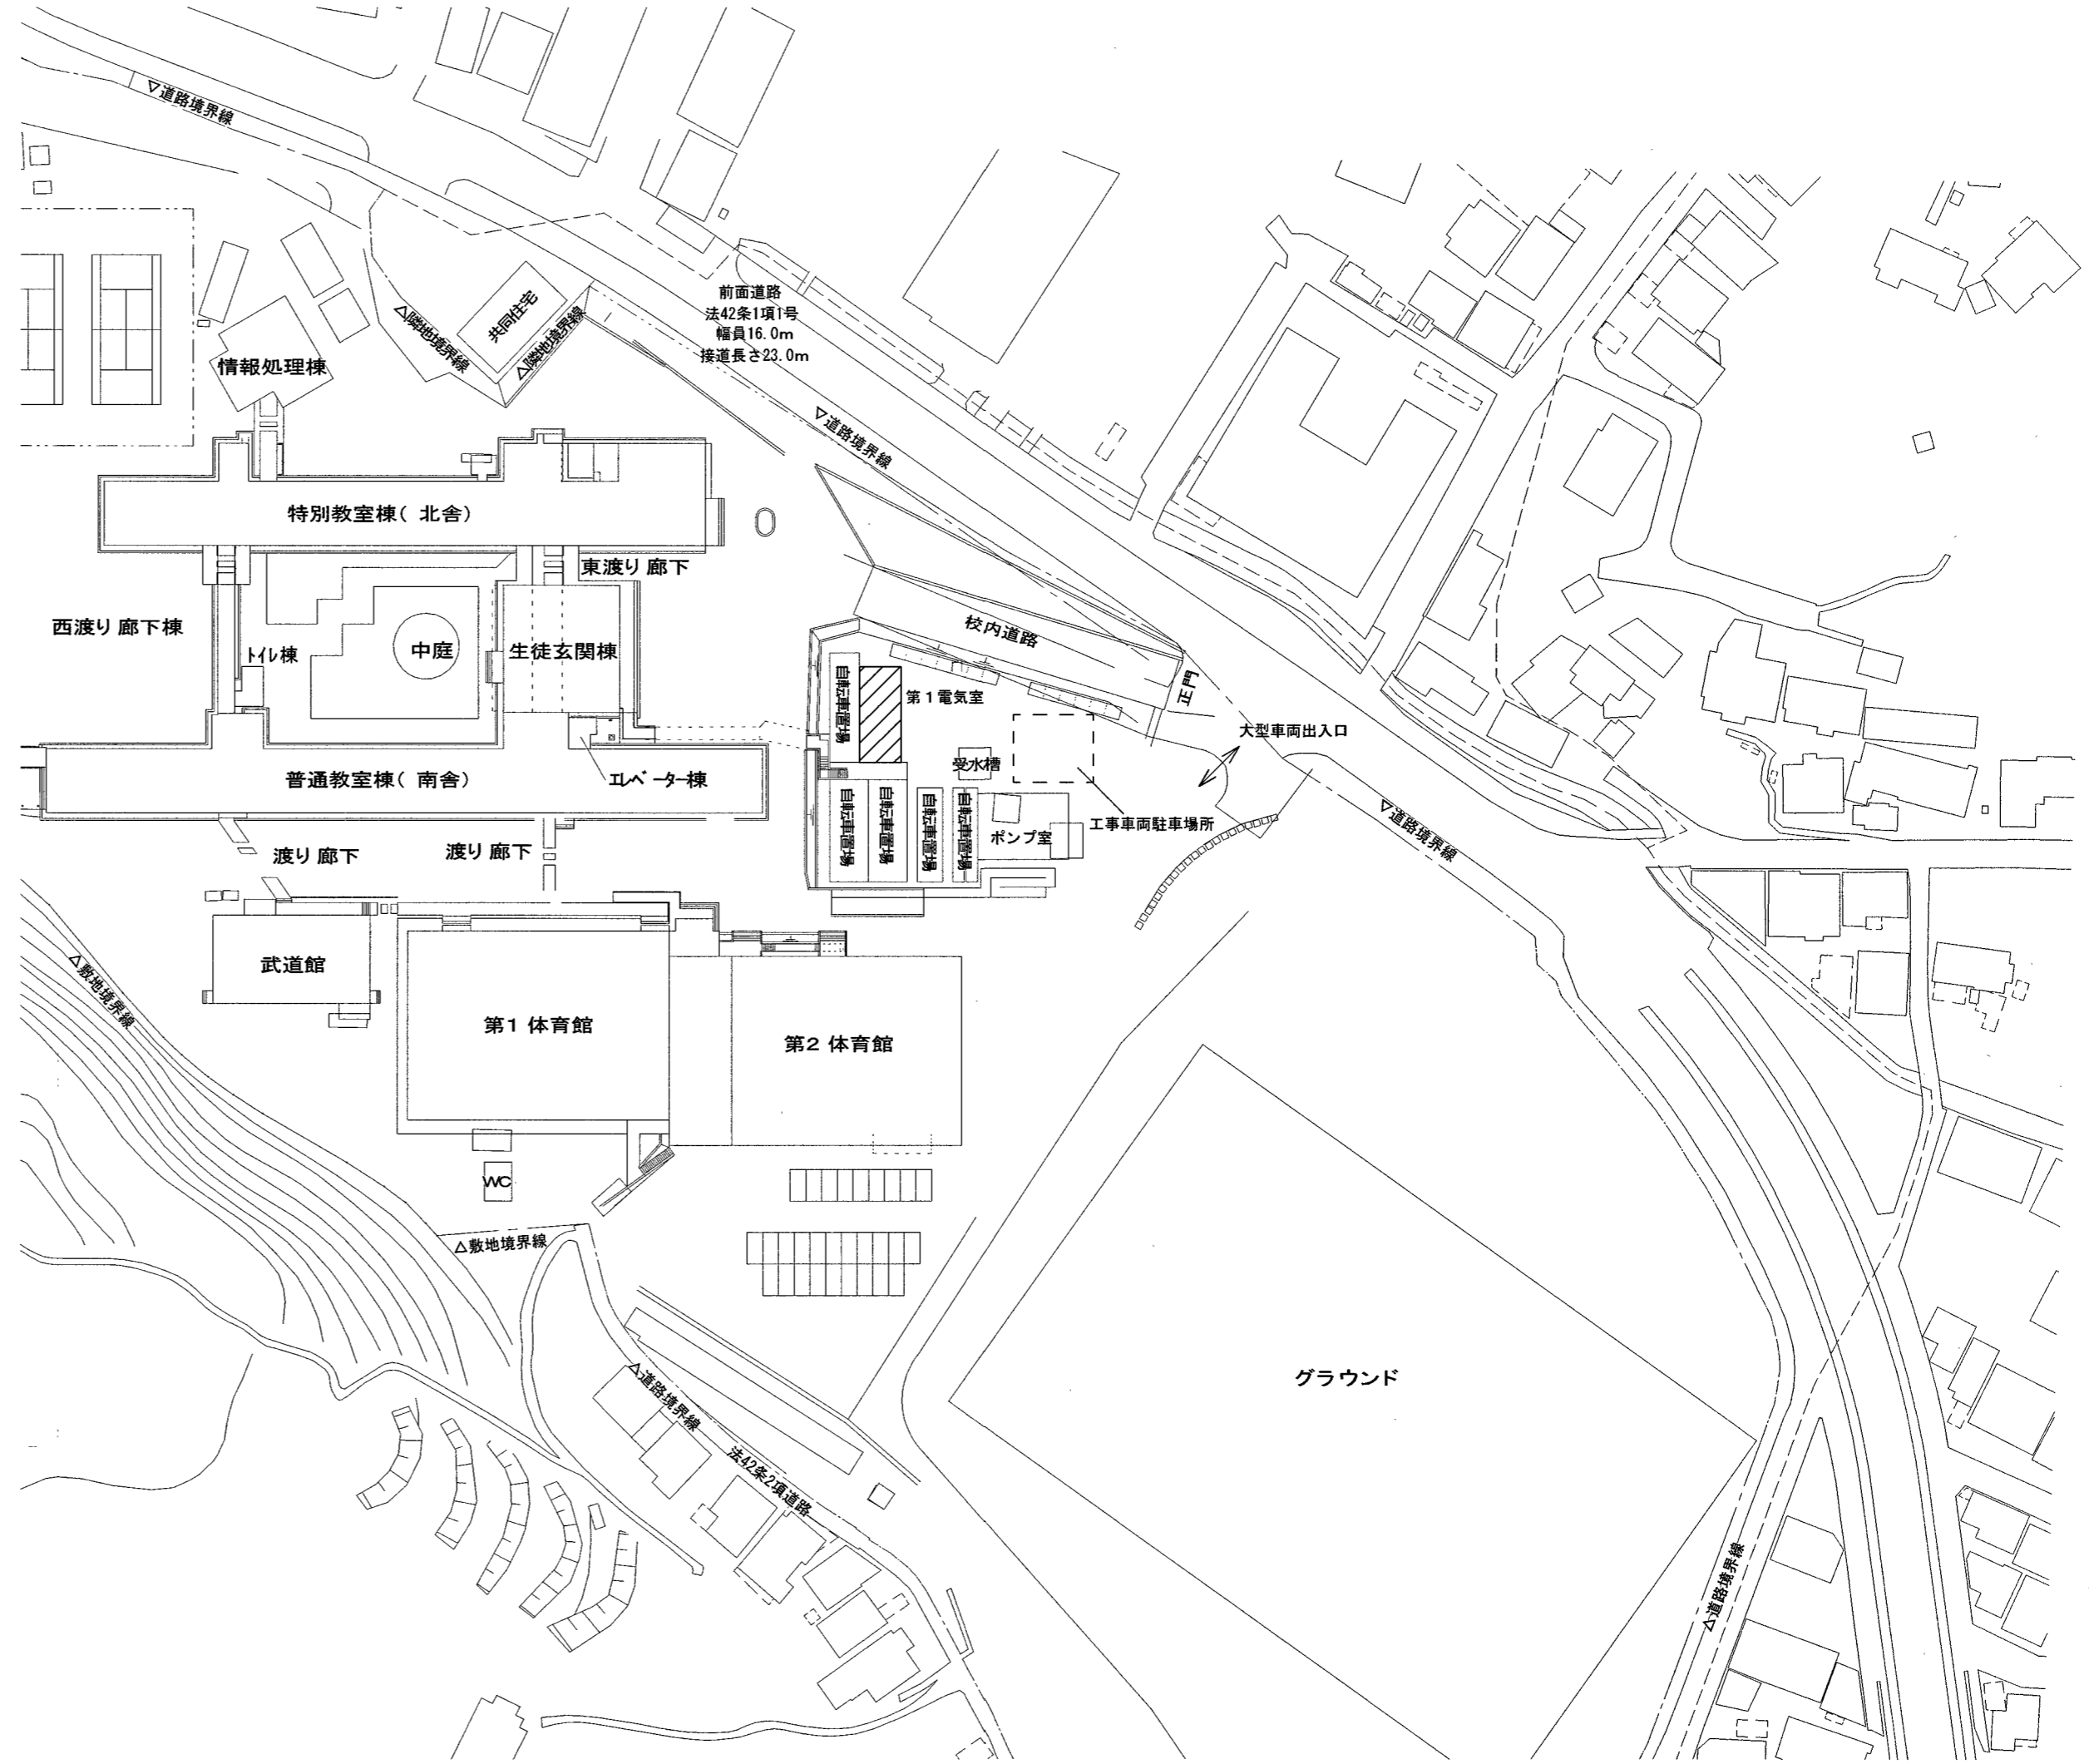 ▽道路境界線
前面道路
法42条1項1号
幅員16.0m
接道長さ23.0m
共同住宅
△隣地境界線
△隣地境界線
情報処理棟
▽道路境界線
特別教室棟( 北舎)
東渡り廊下
西渡り廊下棟
トイレ棟
中庭
生徒玄関棟
校内道路
正門
自転車置場
第1電気室
大型車両出入口
受水槽
普通教室棟( 南舎)
エレベーター棟
自転車置場
自転車置場
自転車置場
自転車置場
ポンプ室
工事車両駐車場所
▽道路境界線
渡り廊下
渡り廊下
武道館
△敷地境界線
第1 体育館
第2 体育館
WC
△敷地境界線
グラウンド
△道路境界線
法42条2項道路
△道路境界線